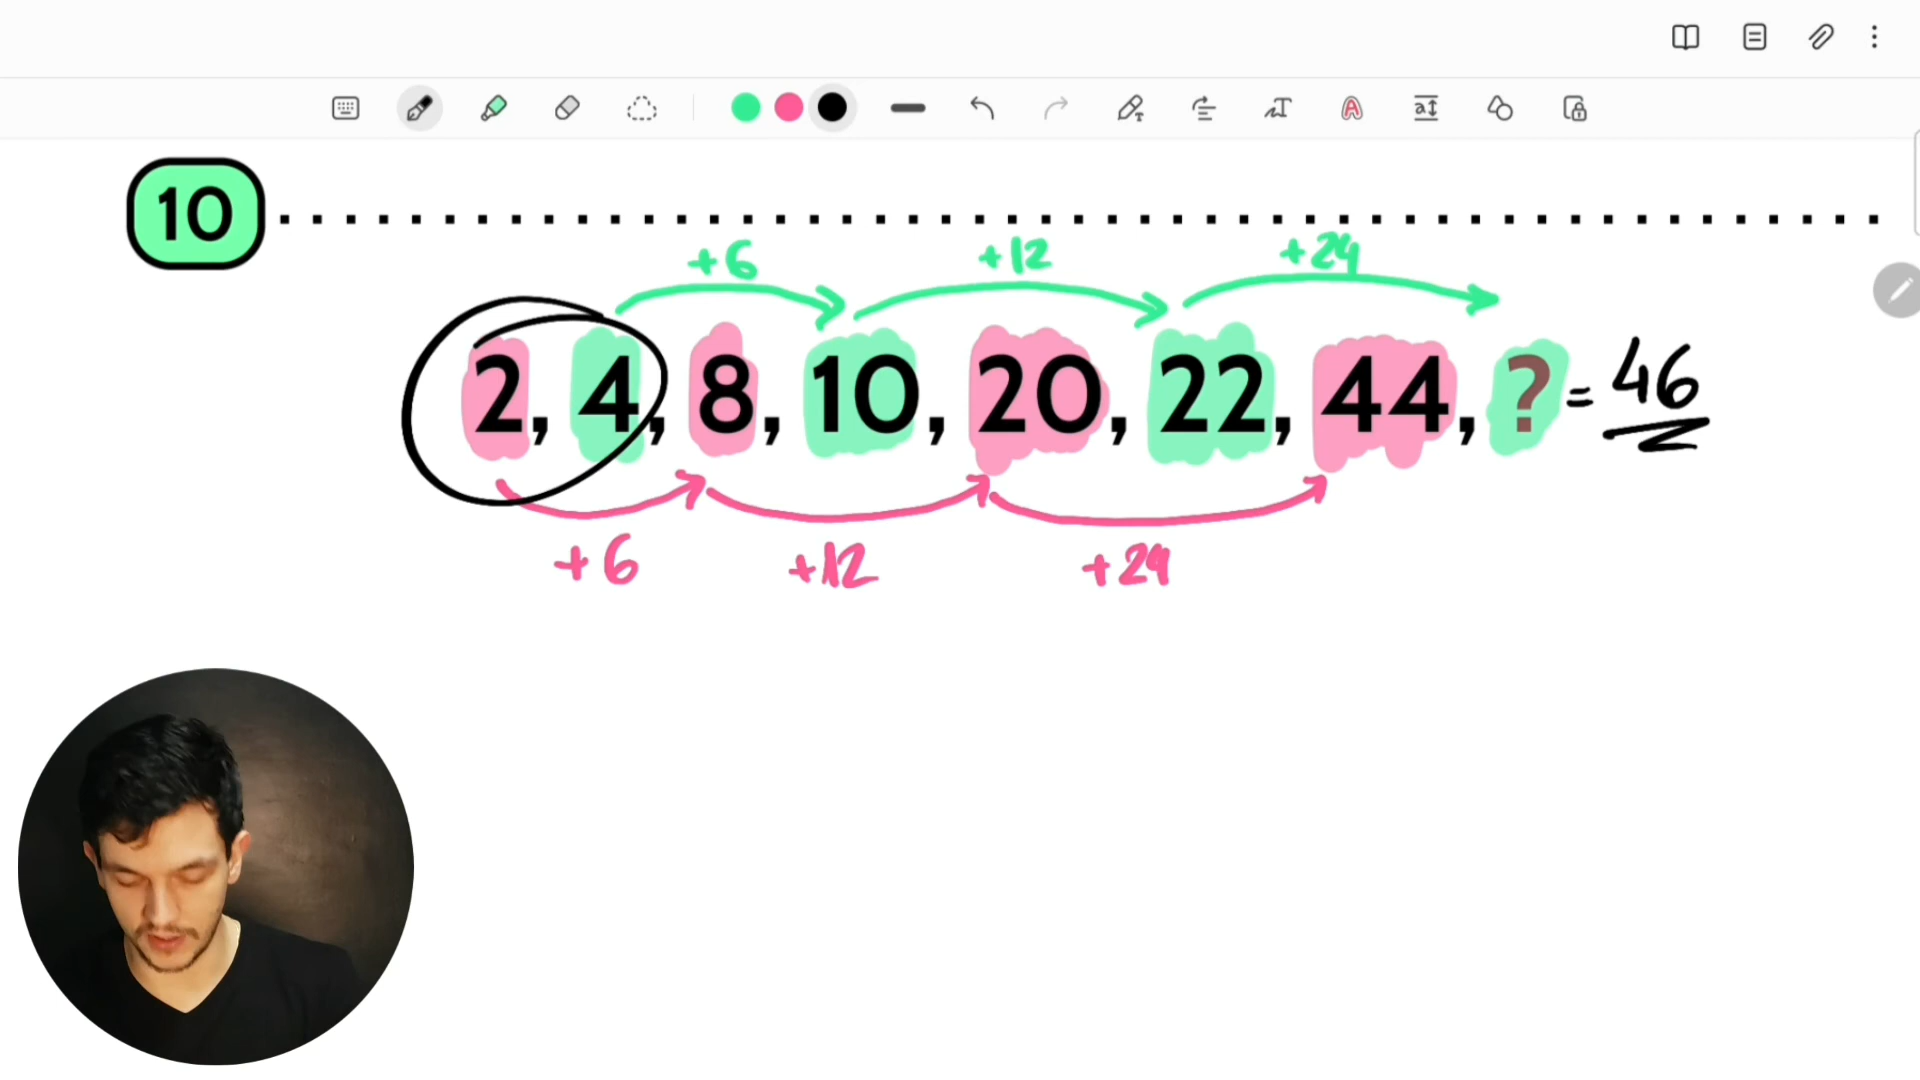 10
+6 +12 +24
2, 4, 8, 10, 20, 22, 44, ? = 46
+6 +12 +24